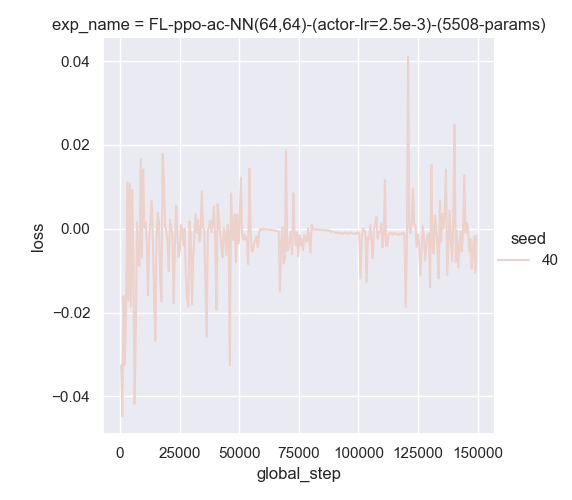 exp_name = FL-ppo-ac-NN(64,64)-(actor-lr=2.5e-3)-(5508-params)
0.04
0.02
0.00
−0.02
−0.04
loss
0 25000 50000 75000 100000 125000 150000
global_step
seed
40